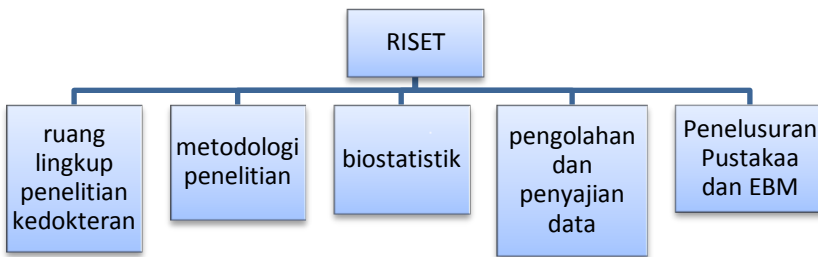 RISET
ruang
lingkup
penelitian
kedokteran
metodologi
penelitian
biostatistik
pengolahan
dan
penyajian
data
Penelusuran
Pustakaa
dan EBM